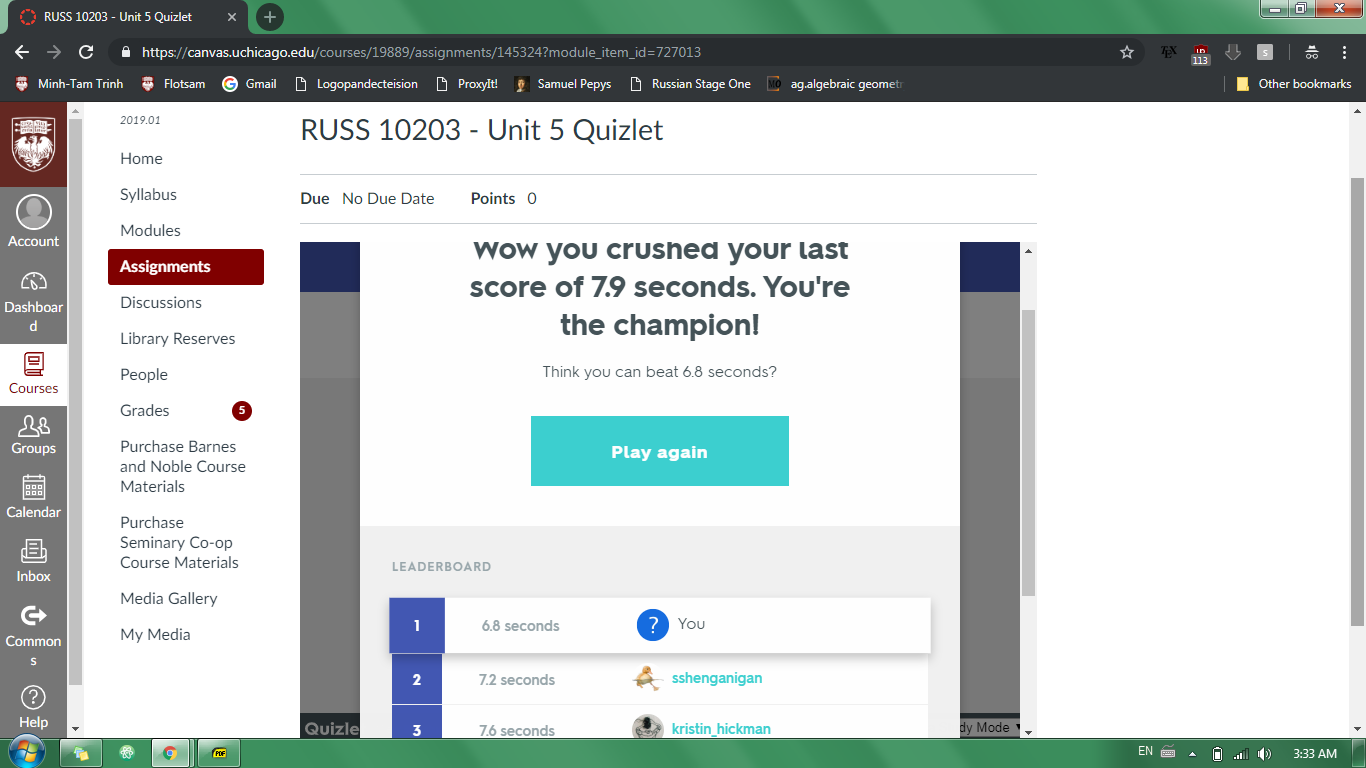 RUSS 10203 - Unit 5 Quizlet
https://canvas.uchicago.edu/courses/19889/assignments/145324?module_item_id=727013
TEX
113
S
Minh-Tam Trinh
Flotsam
Gmail
Logopandecteision
ProxyIt!
Samuel Pepys
Russian Stage One
MO
ag.algebraic geometr
Other bookmarks
Account
Dashboar
d
Courses
Groups
Calendar
Inbox
Common
s
Help
2019.01
Home
Syllabus
Modules
Assignments
Discussions
Library Reserves
People
Grades 5
Purchase Barnes
and Noble Course
Materials
Purchase
Seminary Co-op
Course Materials
Media Gallery
My Media
RUSS 10203 - Unit 5 Quizlet
Due No Due Date Points 0
Wow you crushed your last
score of 7.9 seconds. You're
the champion!
Think you can beat 6.8 seconds?
Play again
LEADERBOARD
1 6.8 seconds ? You
2 7.2 seconds sshenganigan
3 7.6 seconds kristin_hickman
Quizle
dy Mode
PDF
EN
3:33 AM